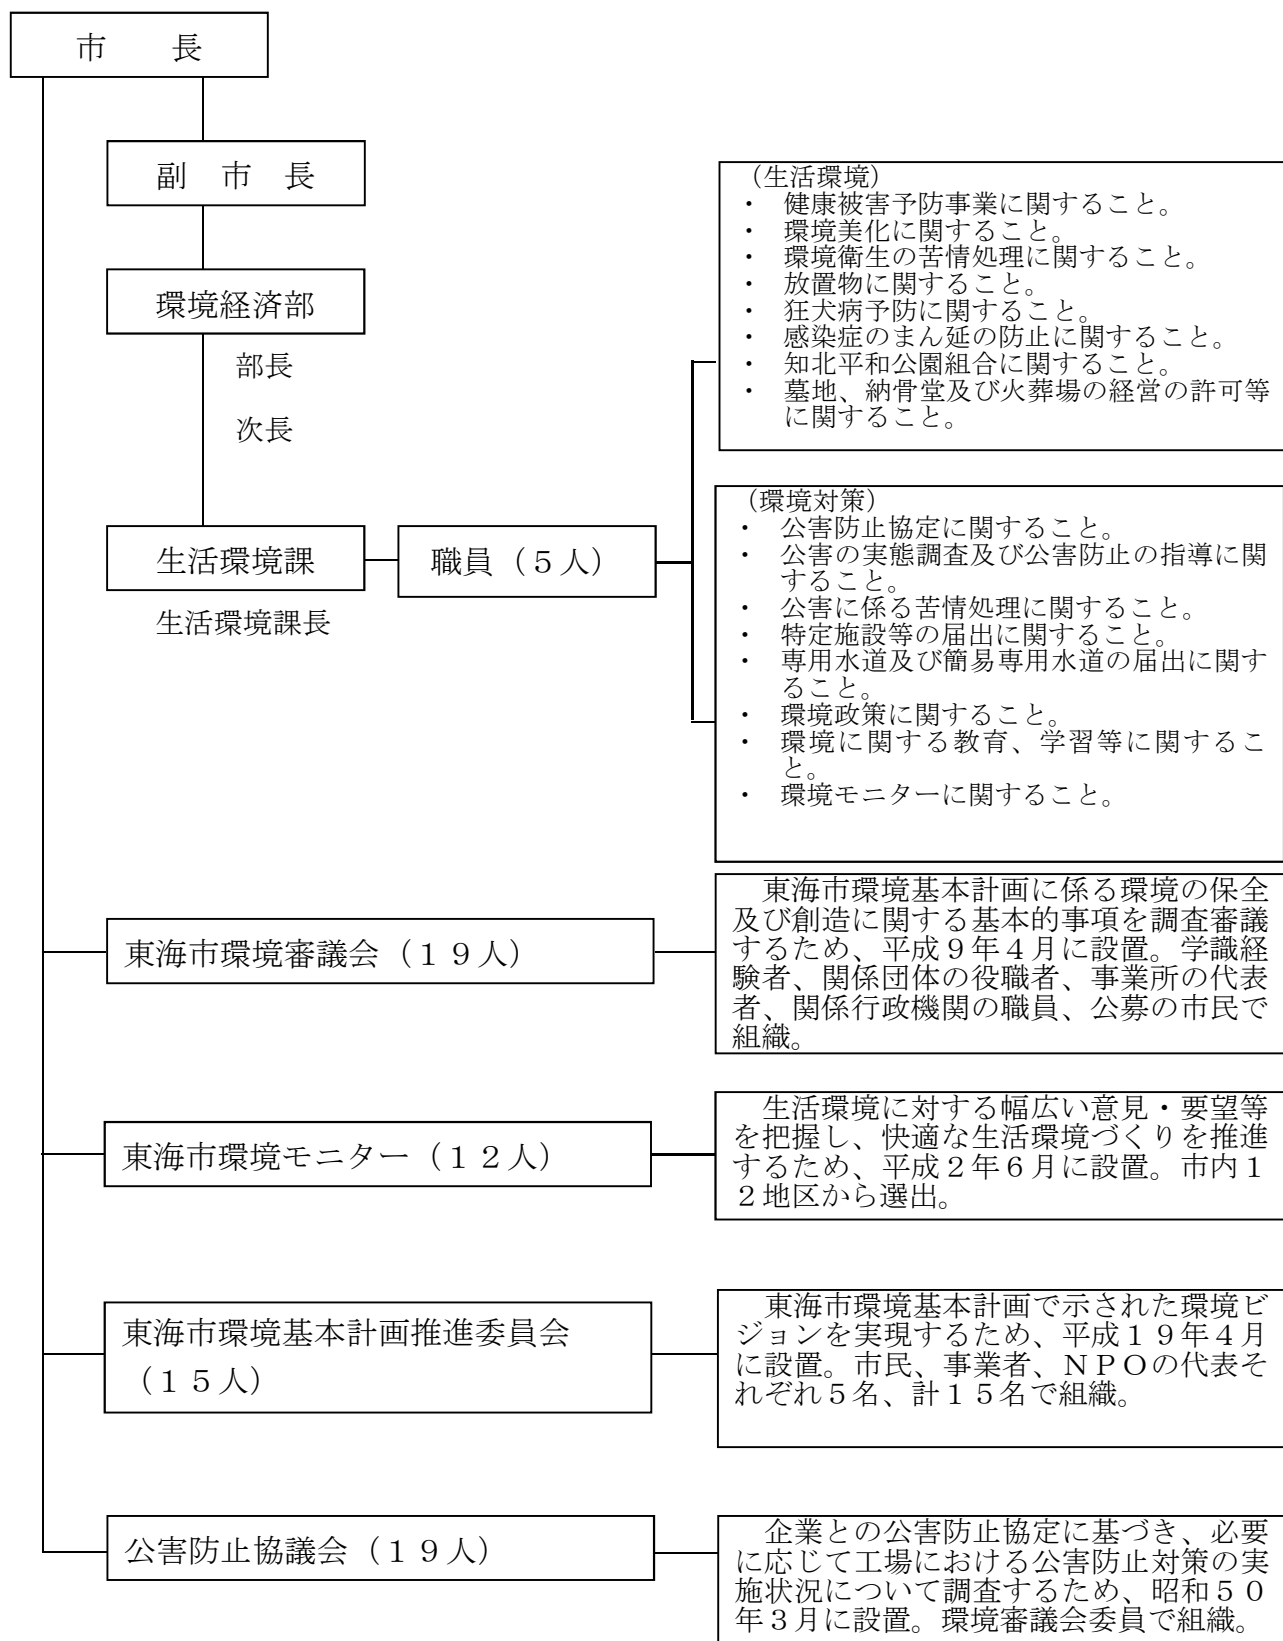 市　　長
副　市　長
環境経済部
部長
次長
生活環境課
生活環境課長
職員（５人）
（生活環境）
・　健康被害予防事業に関すること。
・　環境美化に関すること。
・　環境衛生の苦情処理に関すること。
・　放置物に関すること。
・　狂犬病予防に関すること。
・　感染症のまん延の防止に関すること。
・　知北平和公園組合に関すること。
・　墓地、納骨堂及び火葬場の経営の許可等
に関すること。
（環境対策）
・　公害防止協定に関すること。
・　公害の実態調査及び公害防止の指導に関
すること。
・　公害に係る苦情処理に関すること。
・　特定施設等の届出に関すること。
・　専用水道及び簡易専用水道の届出に関す
ること。
・　環境政策に関すること。
・　環境に関する教育、学習等に関するこ
と。
・　環境モニターに関すること。
東海市環境審議会（１９人）
東海市環境基本計画に係る環境の保全
及び創造に関する基本的事項を調査審議
するため、平成９年４月に設置。学識経
験者、関係団体の役職者、事業所の代表
者、関係行政機関の職員、公募の市民で
組織。
東海市環境モニター（１２人）
生活環境に対する幅広い意見・要望等
を把握し、快適な生活環境づくりを推進
するため、平成２年６月に設置。市内１
２地区から選出。
東海市環境基本計画推進委員会
（１５人）
東海市環境基本計画で示された環境ビ
ジョンを実現するため、平成１９年４月
に設置。市民、事業者、ＮＰＯの代表そ
れぞれ５名、計１５名で組織。
公害防止協議会（１９人）
企業との公害防止協定に基づき、必要
に応じて工場における公害防止対策の実
施状況について調査するため、昭和５０
年３月に設置。環境審議会委員で組織。